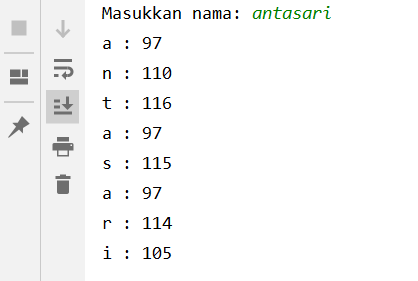 Masukkan nama: antasari
a : 97
n : 110
t : 116
a : 97
s : 115
a : 97
r : 114
i : 105